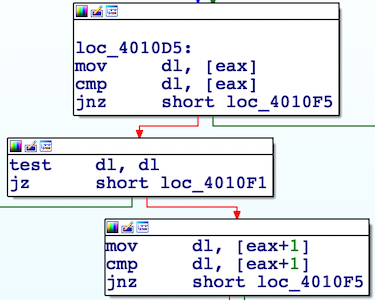 loc_4010D5:
mov dl, [eax]
cmp dl, [eax]
jnz short loc_4010F5
test dl, dl
jz short loc_4010F1
mov dl, [eax+1]
cmp dl, [eax+1]
jnz short loc_4010F5